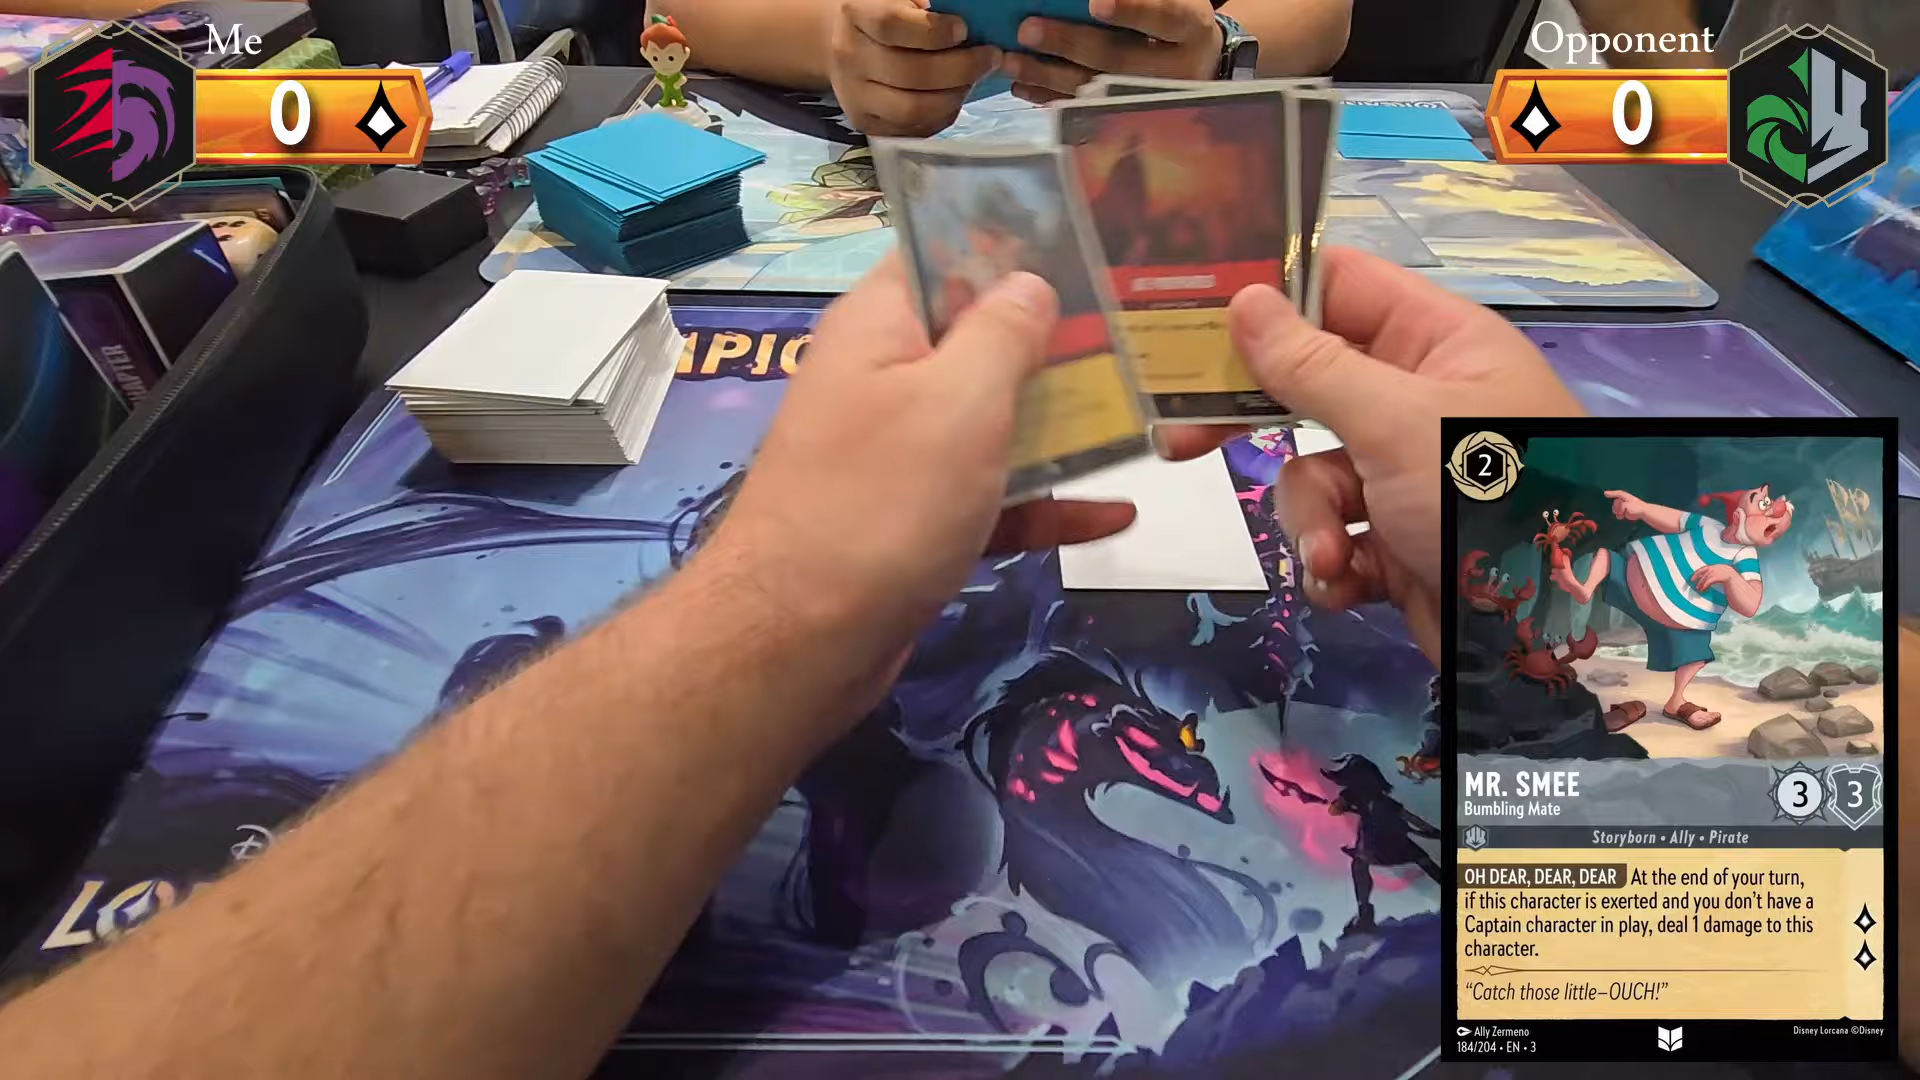 Me
0
Opponent
0
2
MR. SMEE
Bumbling Mate
3
3
Storyborn • Ally • Pirate
OH DEAR, DEAR, DEAR At the end of your turn,
if this character is exerted and you don't have a
Captain character in play, deal 1 damage to this
character.
“Catch those little–OUCH!”
Ally Zermeno
184/204 • EN • 3
Disney Lorcana ©Disney